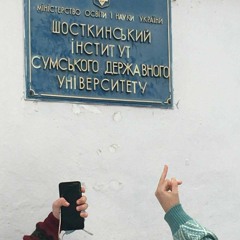 МІНІСТЕРСТВО ОСВІТИ І НАУКИ УКРАЇНИ
ШОСТКИНСЬКИЙ
ІНСТИТУТ
СУМСЬКОГО ДЕРЖАВНОГО
УНІВЕРСИТЕТУ